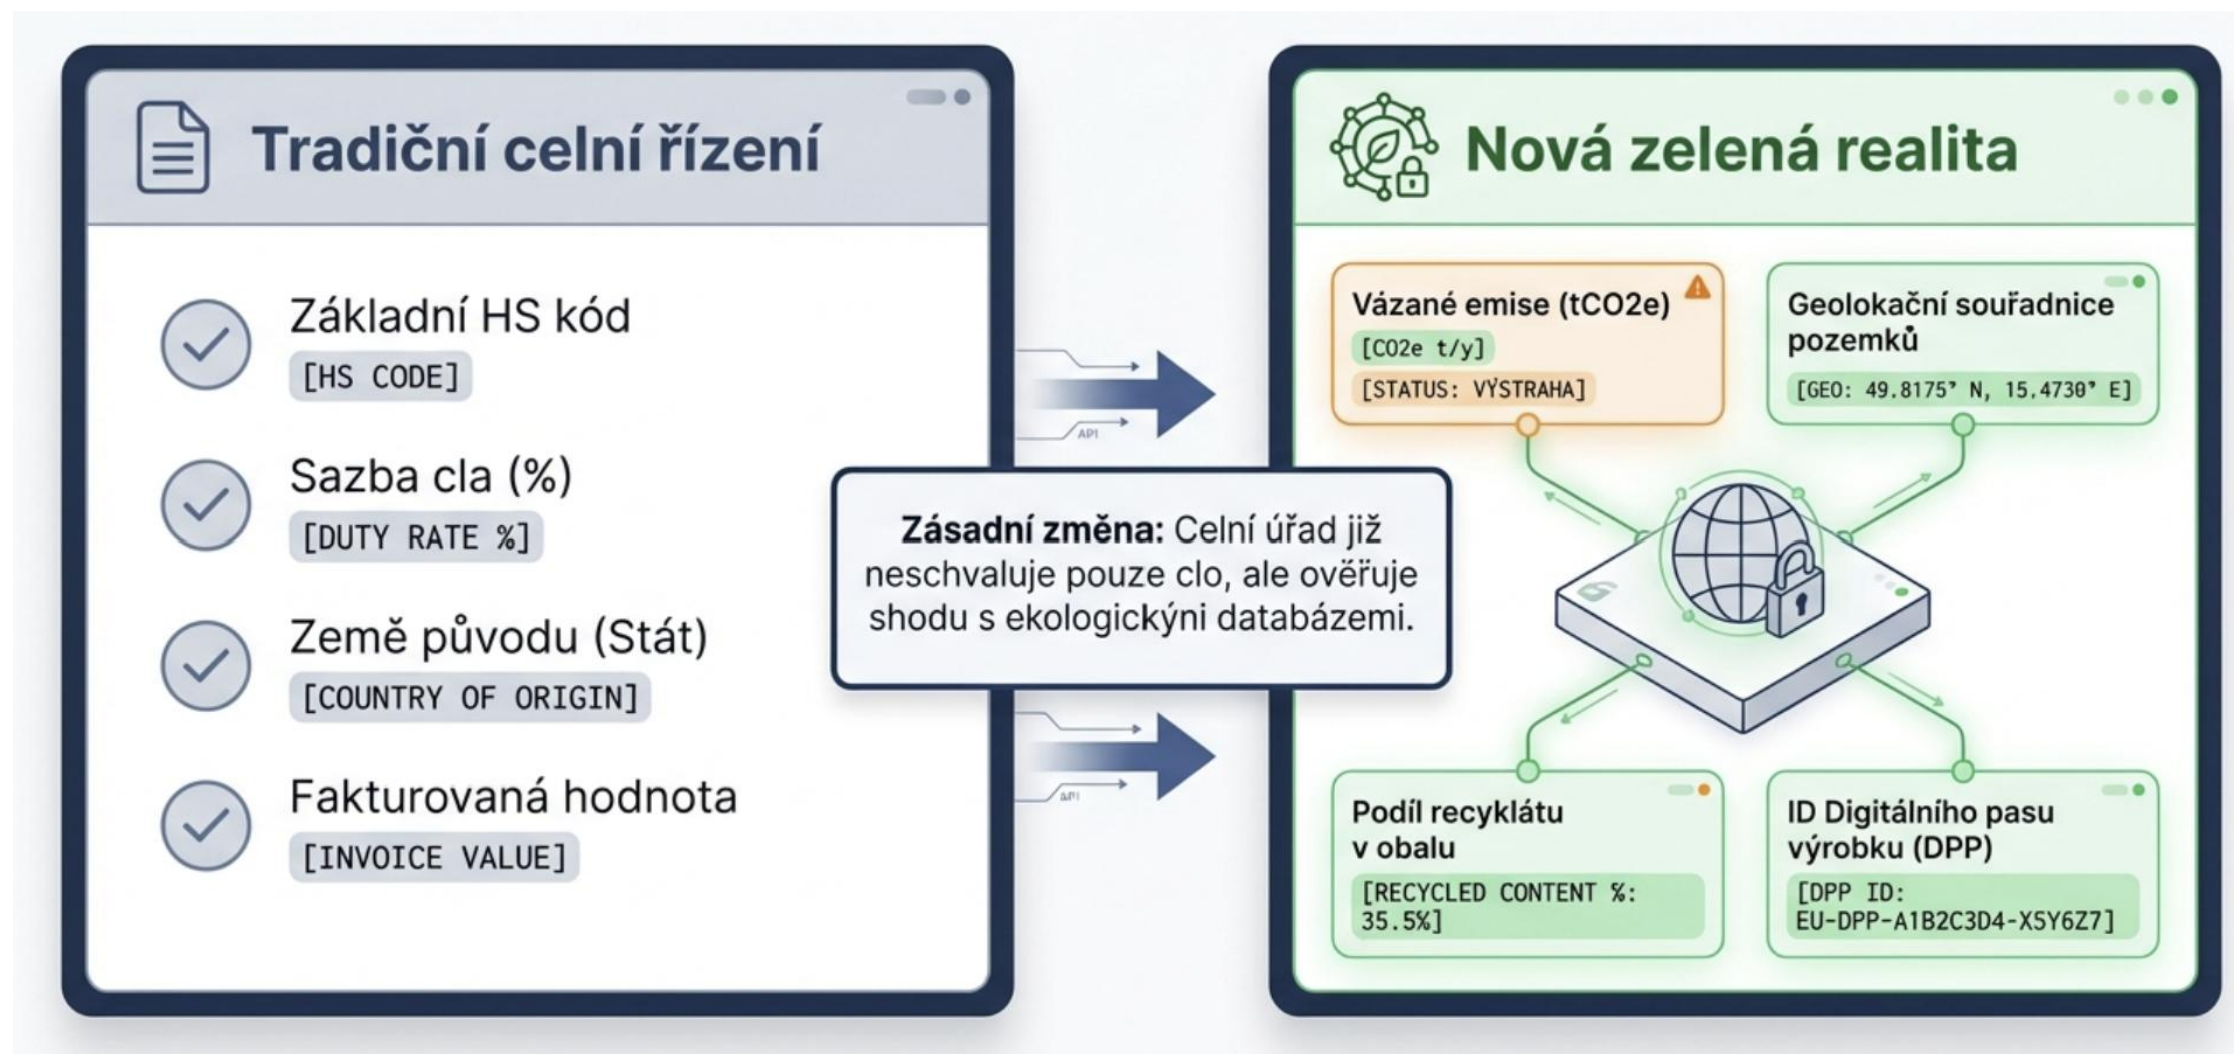 Tradiční celní řízení
Základní HS kód
[HS CODE]
Sazba cla (%)
[DUTY RATE %]
Země původu (Stát)
[COUNTRY OF ORIGIN]
Fakturovaná hodnota
[INVOICE VALUE]
API
API
Zásadní změna: Celní úřad již
neschvaluje pouze clo, ale ověřuje
shodu s ekologickýni databázemi.
Nová zelená realita
Vázané emise (tCO2e)
[CO2e t/y]
[STATUS: VÝSTRAHA]
Geolokační souřadnice
pozemků
[GEO: 49.8175° N, 15.4730° E]
Podíl recyklátu
v obalu
[RECYCLED CONTENT %:
35.5%]
ID Digitálního pasu
výrobku (DPP)
[DPP ID:
EU-DPP-A1B2C3D4-X5Y6Z7]